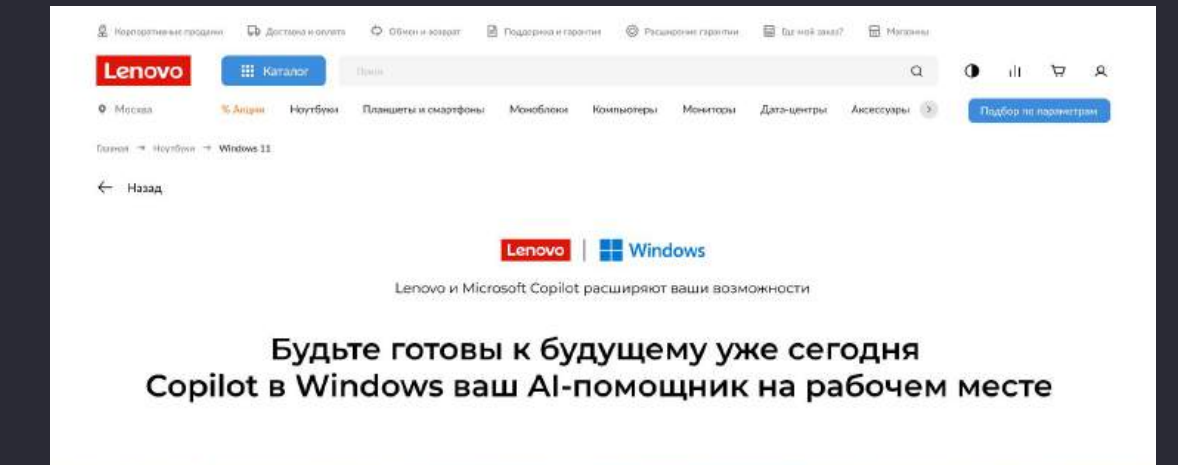 Корпоративные продажи Доставка и оплата Обмен и возврат Поддержка и гарантия Расширение гарантии Где мой заказ? Магазины
Lenovo Каталог Поиск
Москва % Акции Ноутбуки Планшеты и смартфоны Моноблоки Компьютеры Мониторы Дата-центры Аксессуары Подбор по параметрам
Главная → Ноутбуки → Windows 11
← Назад
Lenovo | Windows
Lenovo и Microsoft Copilot расширяют ваши возможности
Будьте готовы к будущему уже сегодня
Copilot в Windows ваш AI-помощник на рабочем месте